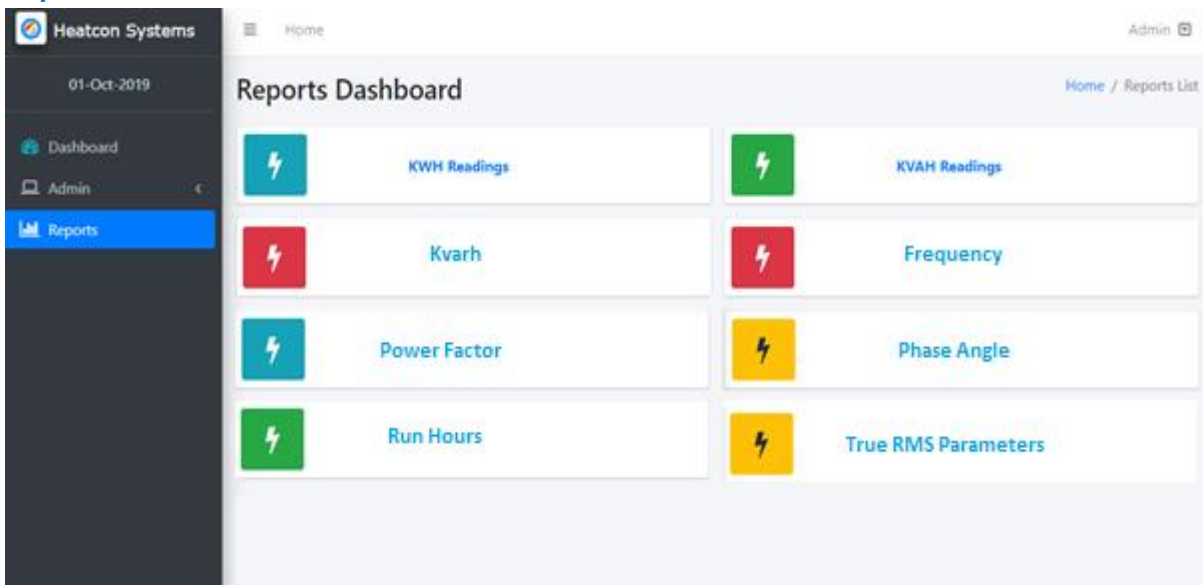 Heatcon Systems
Home
Admin
01-Oct-2019
Reports Dashboard
Home / Reports List
Dashboard
Admin
Reports
KWH Readings
KVAH Readings
Kvarh
Frequency
Power Factor
Phase Angle
Run Hours
True RMS Parameters